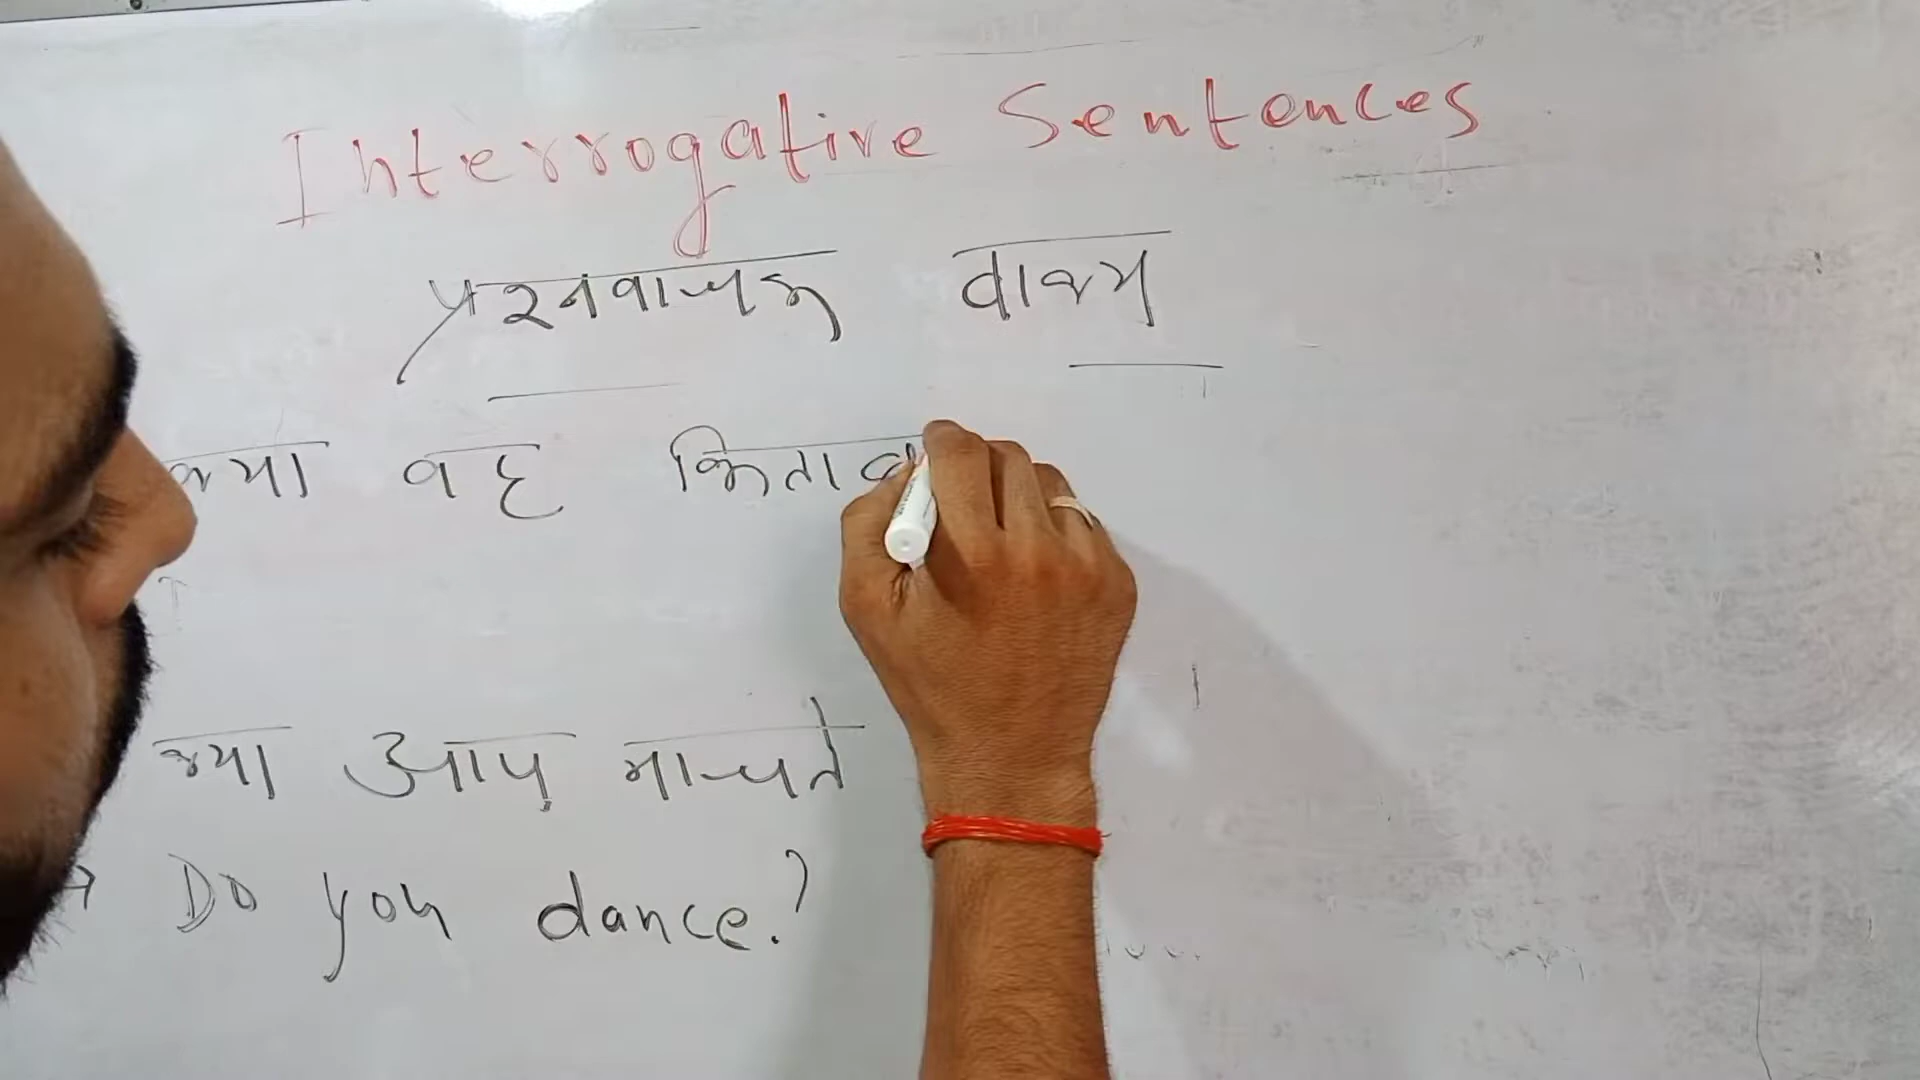 Interrogative Sentences
प्रश्नवाचक वाक्य
क्या वह किताब
क्या आप नाचते
→ Do you dance?